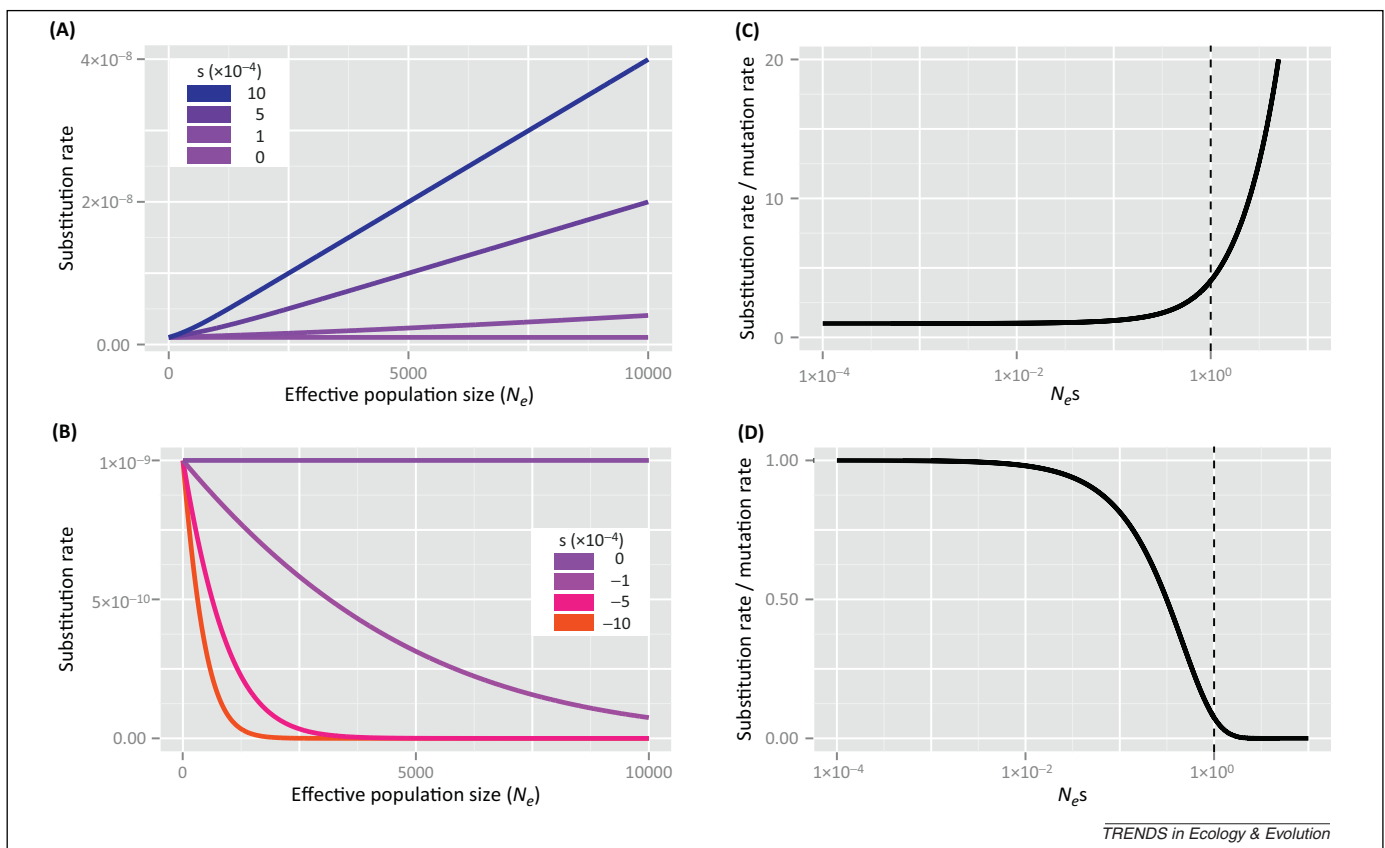 (A)
Substitution rate
4×10⁻⁸
2×10⁻⁸
0.00
s (×10⁻⁴)
10
5
1
0
0
5000
10000
Effective population size (Nₑ)
(C)
Substitution rate / mutation rate
20
10
0
1×10⁻⁴
1×10⁻²
1×10⁰
Nₑs
(B)
Substitution rate
1×10⁻⁹
5×10⁻¹⁰
0.00
s (×10⁻⁴)
0
−1
−5
−10
0
5000
10000
Effective population size (Nₑ)
(D)
Substitution rate / mutation rate
1.00
0.50
0.00
1×10⁻⁴
1×10⁻²
1×10⁰
Nₑs
TRENDS in Ecology & Evolution